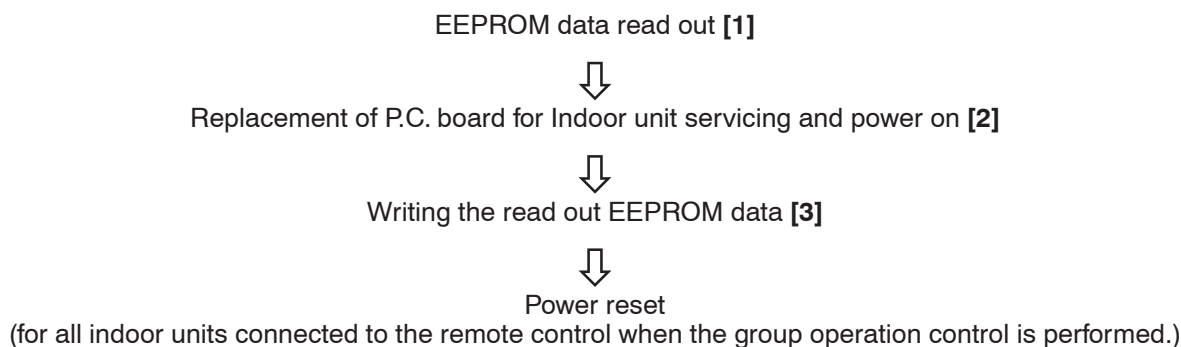 EEPROM data read out [1]
Replacement of P.C. board for Indoor unit servicing and power on [2]
Writing the read out EEPROM data [3]
Power reset
(for all indoor units connected to the remote control when the group operation control is performed.)